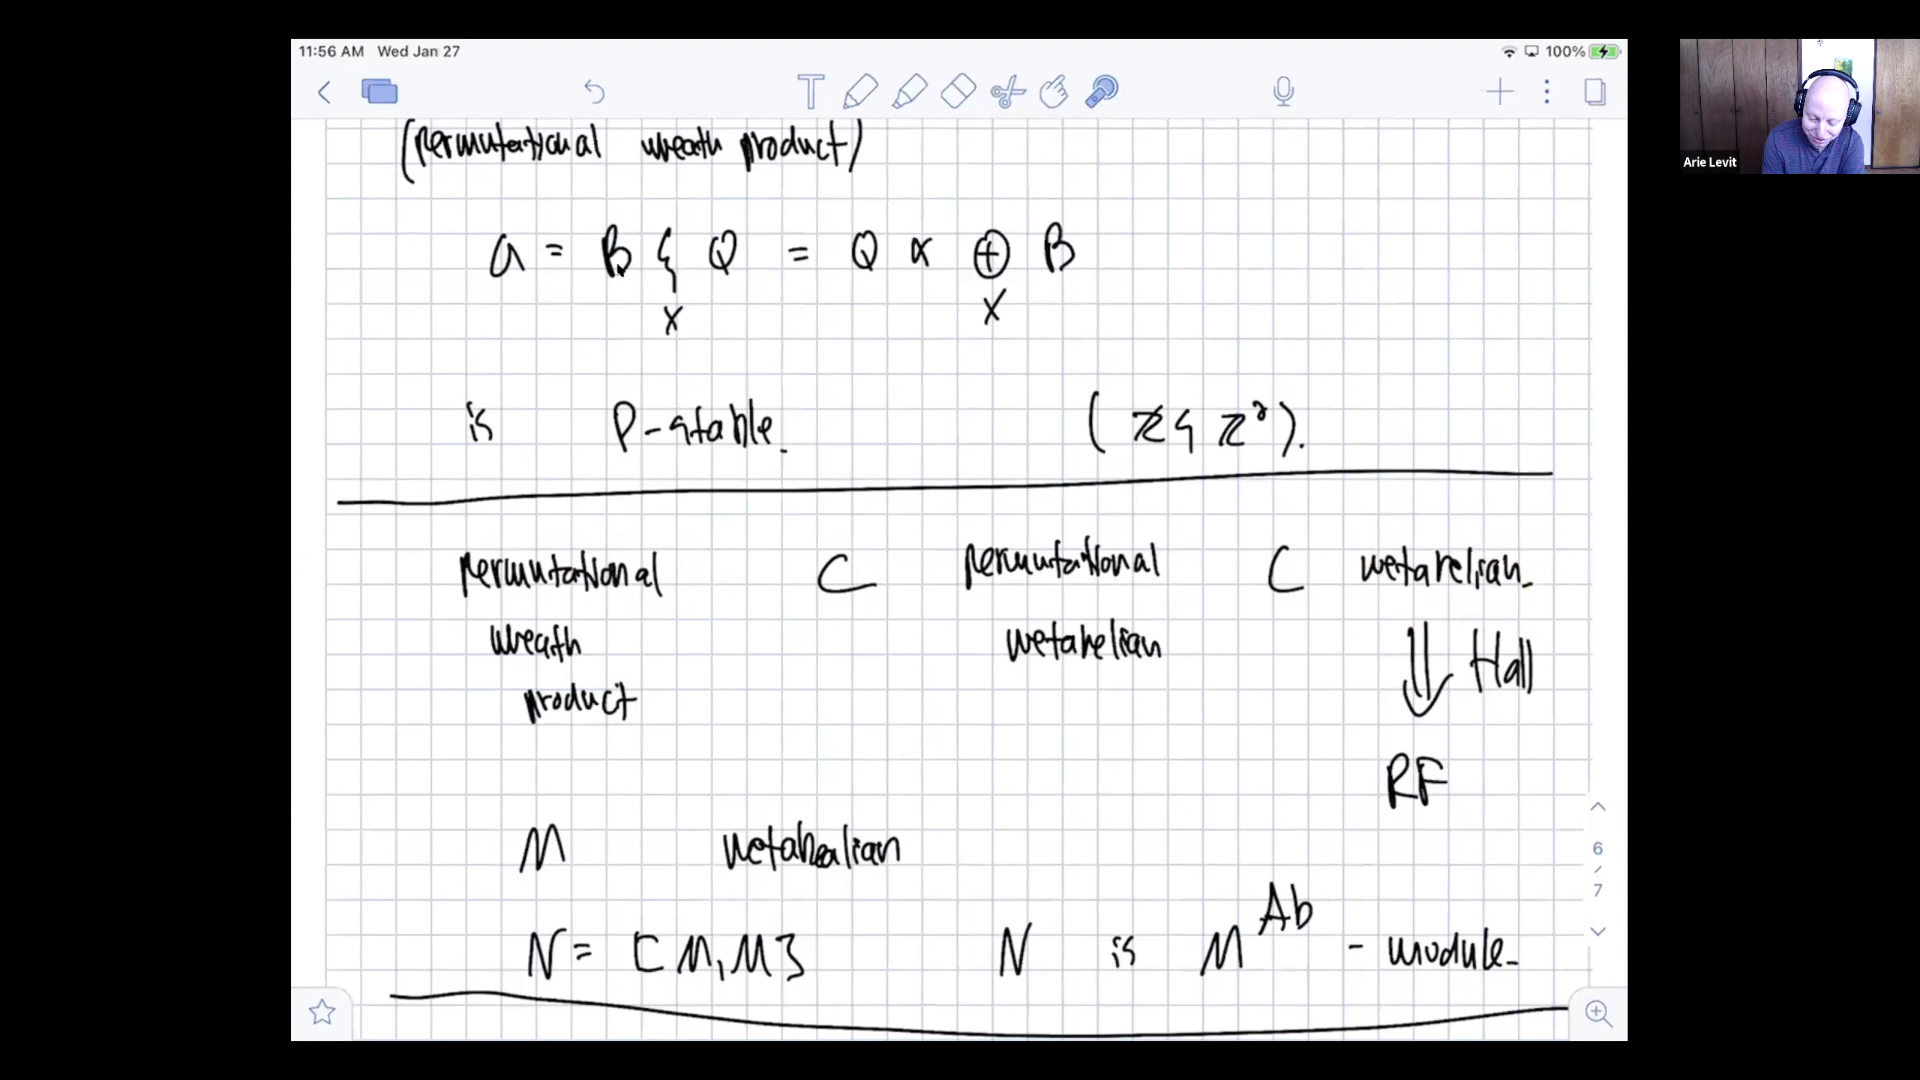 11:56 AM Wed Jan 27
100%
Arie Levit
(permutational wreath product)
G = B ≀ Q = Q ⋉ ⊕ B
X X
is P-stable. (ℤ ≀ ℤ²).
permutational ⊂ permutational ⊂ metabelian.
wreath metabelian ⇓ Hall
product
RF
M metabealian
N = [M, M] N is M^Ab - module.
6
/
7